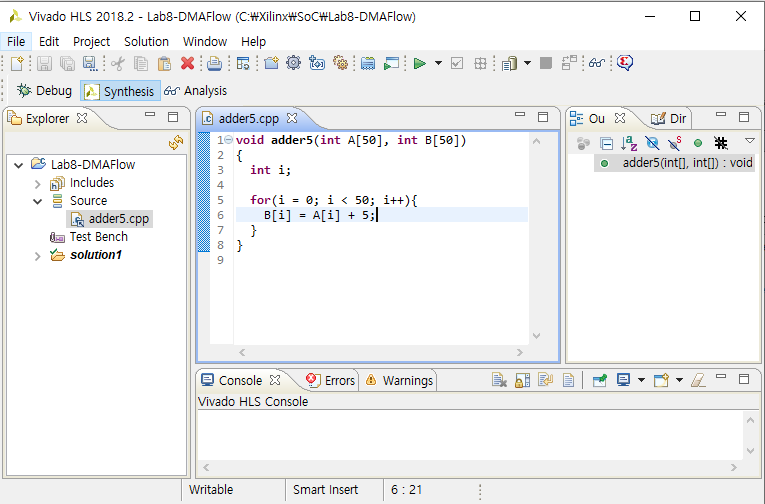 Vivado HLS 2018.2 - Lab8-DMAFlow (C:₩Xilinx₩SoC₩Lab8-DMAFlow)
File Edit Project Solution Window Help
Debug Synthesis Analysis
Explorer
Lab8-DMAFlow
Includes
Source
adder5.cpp
Test Bench
solution1
adder5.cpp
1 void adder5(int A[50], int B[50])
2 {
3 int i;
4
5 for(i = 0; i < 50; i++){
6 B[i] = A[i] + 5;
7 }
8 }
9
Ou Dir
adder5(int[], int[]) : void
Console Errors Warnings
Vivado HLS Console
Writable Smart Insert 6 : 21